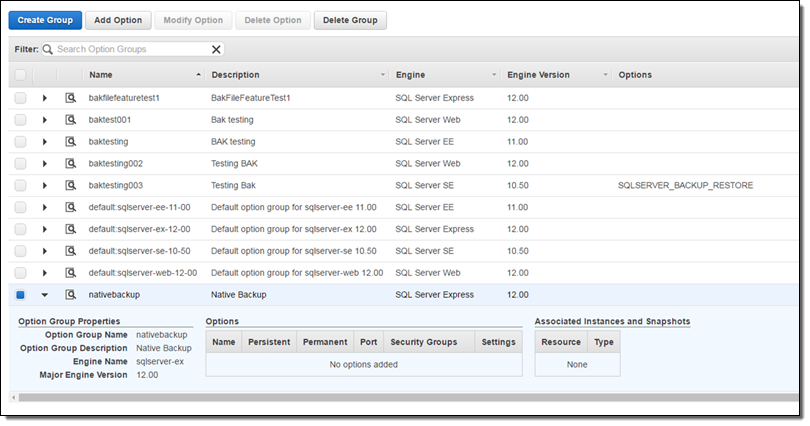 Create Group Add Option Modify Option Delete Option Delete Group
Filter: Search Option Groups
Name Description Engine Engine Version Options
bakfilefeaturetest1 BakFileFeatureTest1 SQL Server Express 12.00
baktest001 Bak testing SQL Server Web 12.00
baktesting BAK testing SQL Server EE 11.00
baktesting002 Testing BAK SQL Server Web 12.00
baktesting003 Testing Bak SQL Server SE 10.50 SQLSERVER_BACKUP_RESTORE
default:sqlserver-ee-11-00 Default option group for sqlserver-ee 11.00 SQL Server EE 11.00
default:sqlserver-ex-12-00 Default option group for sqlserver-ex 12.00 SQL Server Express 12.00
default:sqlserver-se-10-50 Default option group for sqlserver-se 10.50 SQL Server SE 10.50
default:sqlserver-web-12-00 Default option group for sqlserver-web 12.00 SQL Server Web 12.00
nativebackup Native Backup SQL Server Express 12.00
Option Group Properties Options Associated Instances and Snapshots
Option Group Name nativebackup Name Persistent Permanent Port Security Groups Settings Resource Type
Option Group Description Native Backup
Engine Name sqlserver-ex No options added None
Major Engine Version 12.00